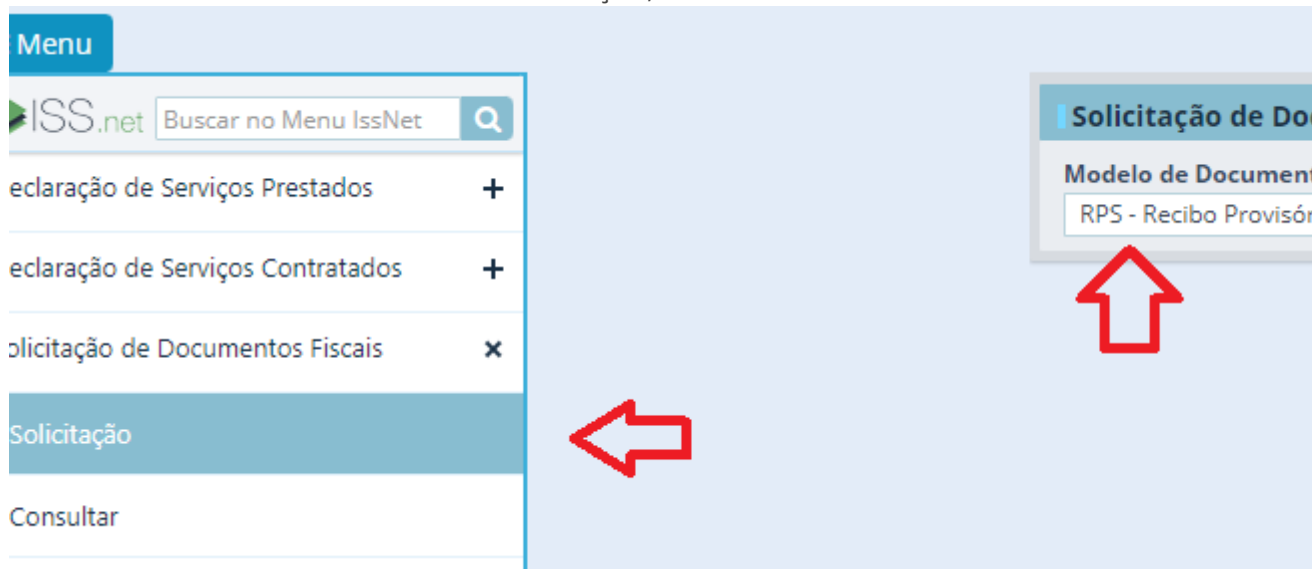 Menu
ISS.net Buscar no Menu IssNet
eclaração de Serviços Prestados
eclaração de Serviços Contratados
olicitação de Documentos Fiscais
Solicitação
Consultar
Solicitação de Do
Modelo de Document
RPS - Recibo Provisór